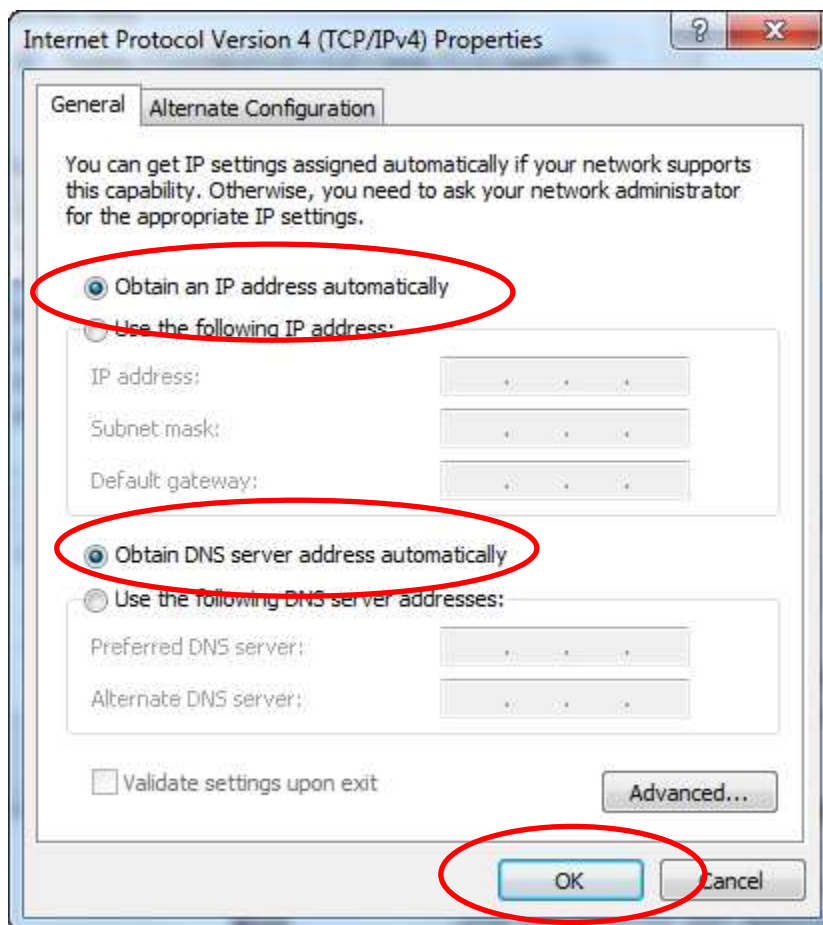 Internet Protocol Version 4 (TCP/IPv4) Properties
?
General
Alternate Configuration
You can get IP settings assigned automatically if your network supports
this capability. Otherwise, you need to ask your network administrator
for the appropriate IP settings.
Obtain an IP address automatically
Use the following IP address:
IP address:
Subnet mask:
Default gateway:
Obtain DNS server address automatically
Use the following DNS server addresses:
Preferred DNS server:
Alternate DNS server:
Validate settings upon exit
Advanced...
OK
Cancel